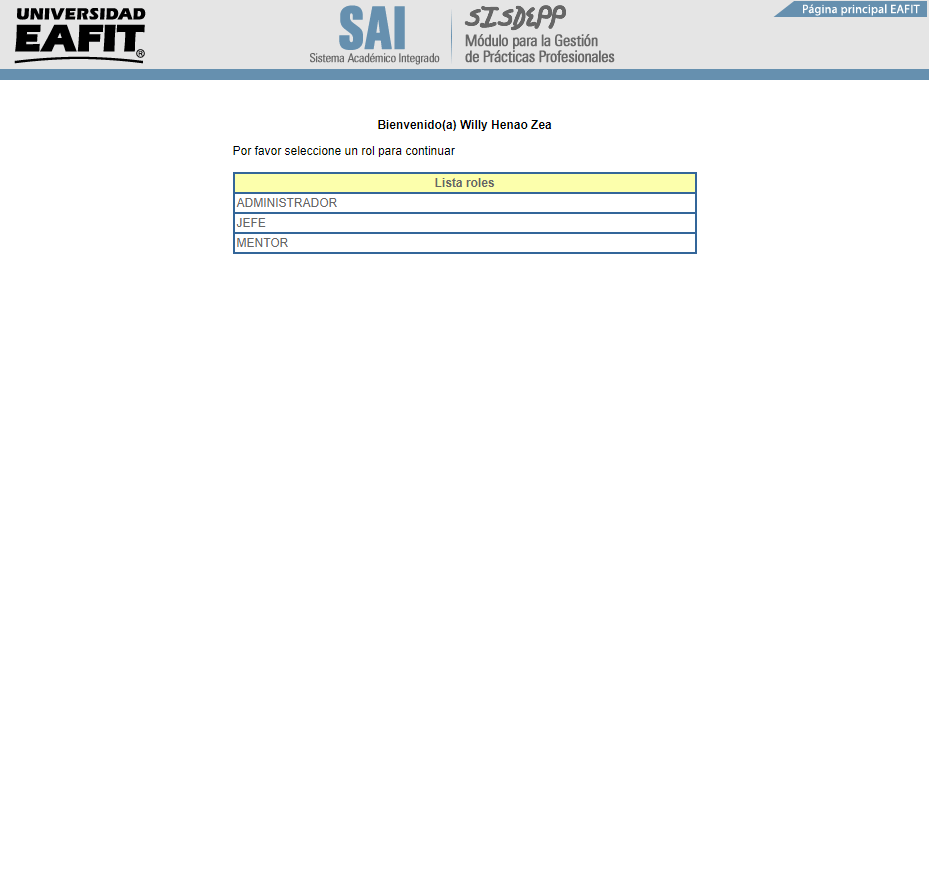 UNIVERSIDAD
EAFIT®
SAI
Sistema Académico Integrado
SISDEPP
Módulo para la Gestión
de Prácticas Profesionales
Página principal EAFIT
Bienvenido(a) Willy Henao Zea
Por favor seleccione un rol para continuar
Lista roles
ADMINISTRADOR
JEFE
MENTOR